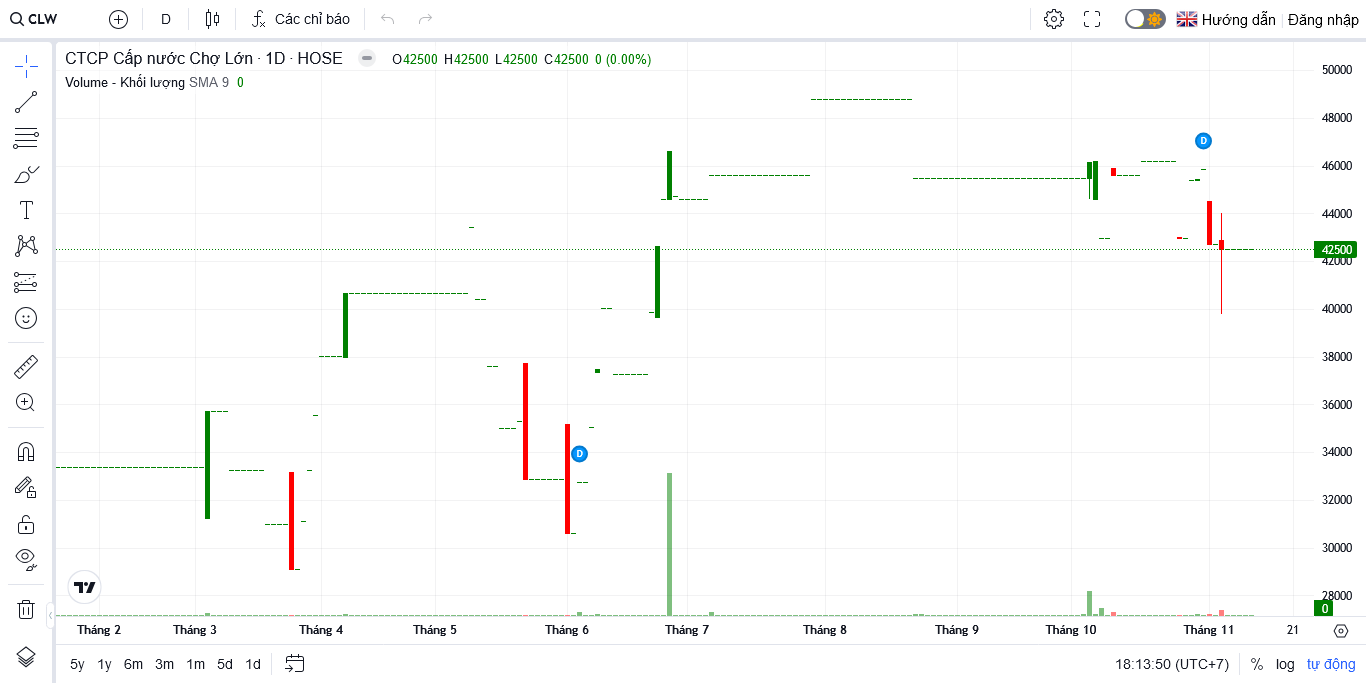 CLW D Các chỉ báo Hướng dẫn Đăng nhập
CTCP Cấp nước Chợ Lớn · 1D · HOSE O42500 H42500 L42500 C42500 0 (0.00%)
Volume - Khối lượng SMA 9 0
50000
48000
46000
44000
42500
42000
40000
38000
36000
34000
32000
30000
28000
0
D
D
Tháng 2 Tháng 3 Tháng 4 Tháng 5 Tháng 6 Tháng 7 Tháng 8 Tháng 9 Tháng 10 Tháng 11 21
5y 1y 6m 3m 1m 5d 1d 18:13:50 (UTC+7) % log tự động